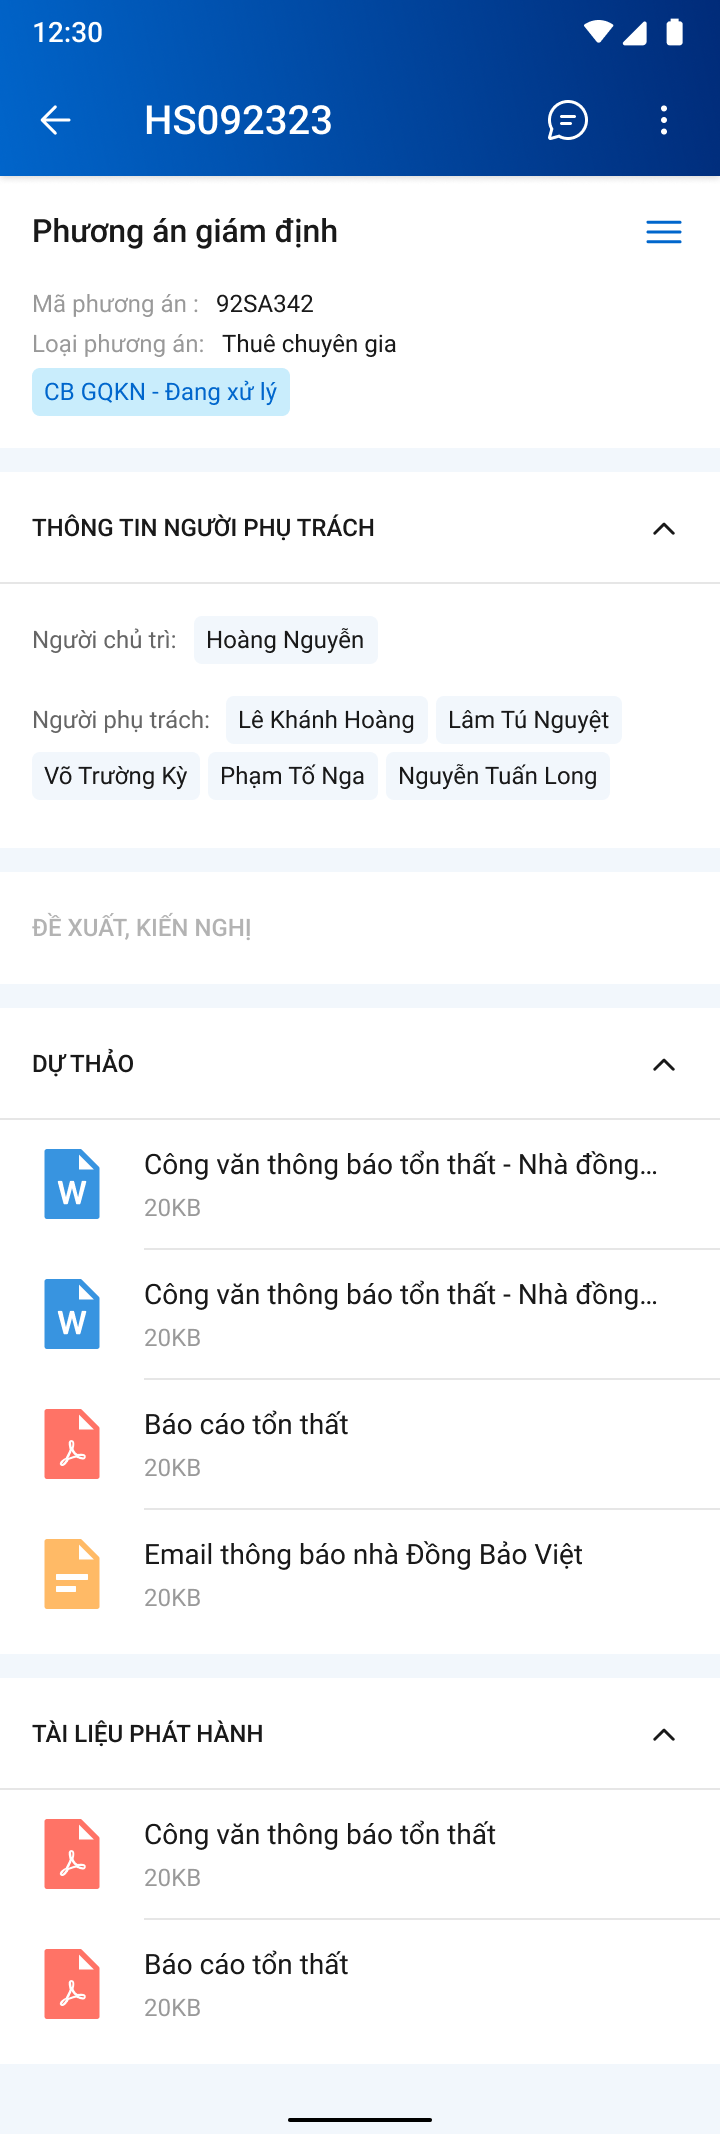 12:30
HS092323
Phương án giám định
Mã phương án : 92SA342
Loại phương án: Thuê chuyên gia
CB GQKN - Đang xử lý
THÔNG TIN NGƯỜI PHỤ TRÁCH
Người chủ trì: Hoàng Nguyễn
Người phụ trách: Lê Khánh Hoàng Lâm Tú Nguyệt
Võ Trường Kỳ Phạm Tố Nga Nguyễn Tuấn Long
ĐỀ XUẤT, KIẾN NGHỊ
DỰ THẢO
W
Công văn thông báo tổn thất - Nhà đồng...
20KB
W
Công văn thông báo tổn thất - Nhà đồng...
20KB
Báo cáo tổn thất
20KB
Email thông báo nhà Đồng Bảo Việt
20KB
TÀI LIỆU PHÁT HÀNH
Công văn thông báo tổn thất
20KB
Báo cáo tổn thất
20KB